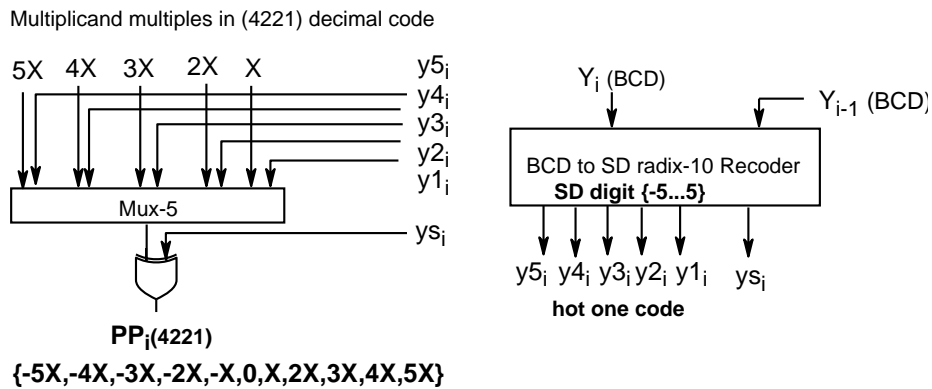 Multiplicand multiples in (4221) decimal code
5X 4X 3X 2X X
y5i
y4i
y3i
y2i
y1i
Mux-5
ysi
PPi(4221)
{-5X,-4X,-3X,-2X,-X,0,X,2X,3X,4X,5X}
Yi (BCD)
Yi-1 (BCD)
BCD to SD radix-10 Recoder
SD digit {-5...5}
y5i y4i y3i y2i y1i ysi
hot one code